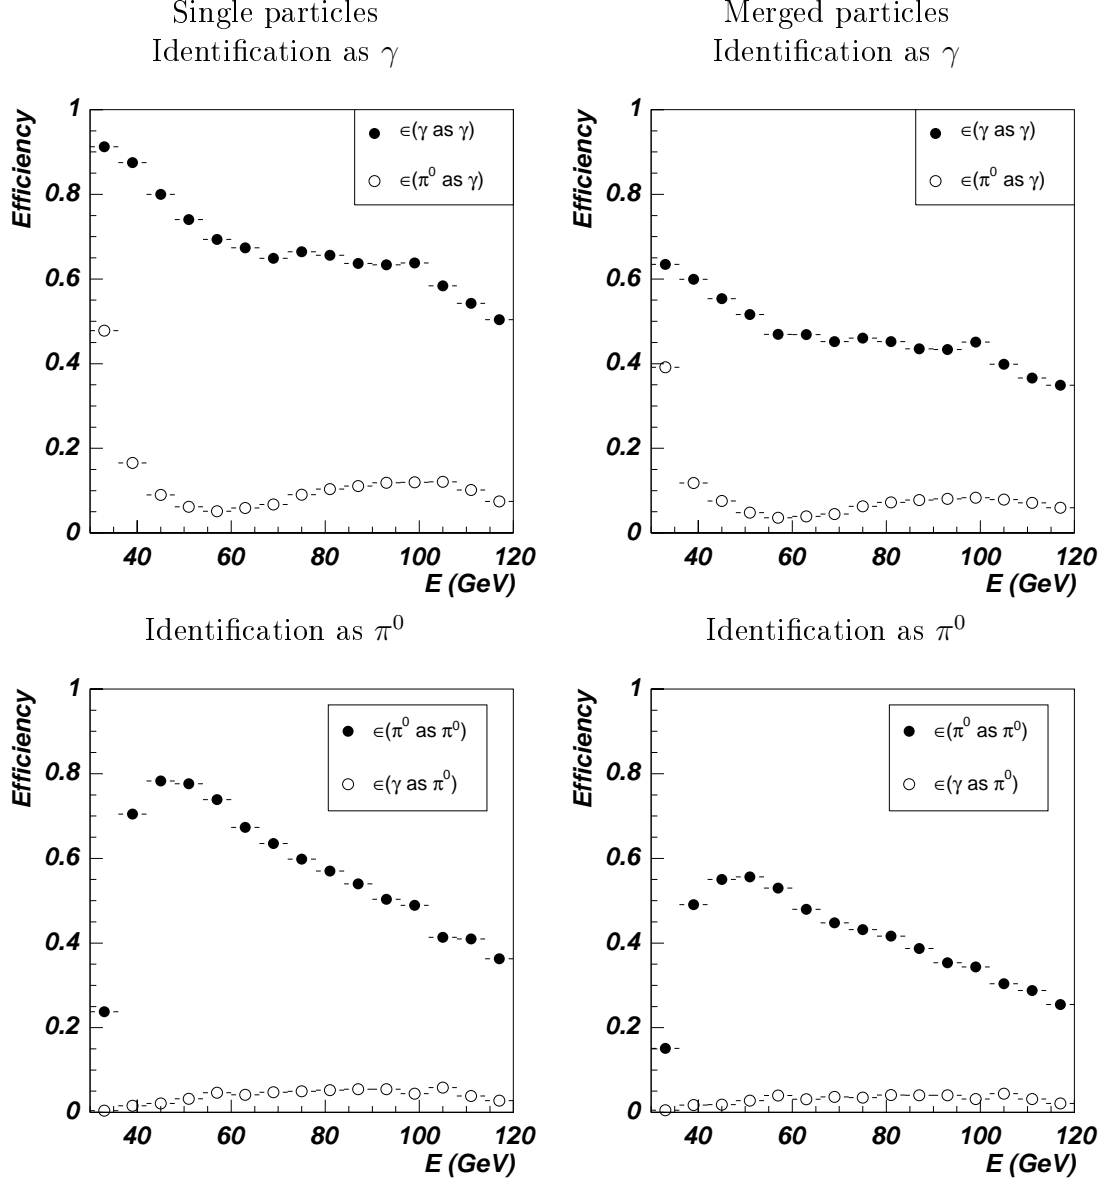 Single particles
Identification as γ
Merged particles
Identification as γ
Efficiency
1
0.8
0.6
0.4
0.2
0
∈(γ as γ)
∈(π⁰ as γ)
40 60 80 100 120
E (GeV)
Efficiency
1
0.8
0.6
0.4
0.2
0
∈(γ as γ)
∈(π⁰ as γ)
40 60 80 100 120
E (GeV)
Identification as π⁰
Identification as π⁰
Efficiency
1
0.8
0.6
0.4
0.2
0
∈(π⁰ as π⁰)
∈(γ as π⁰)
40 60 80 100 120
E (GeV)
Efficiency
1
0.8
0.6
0.4
0.2
0
∈(π⁰ as π⁰)
∈(γ as π⁰)
40 60 80 100 120
E (GeV)